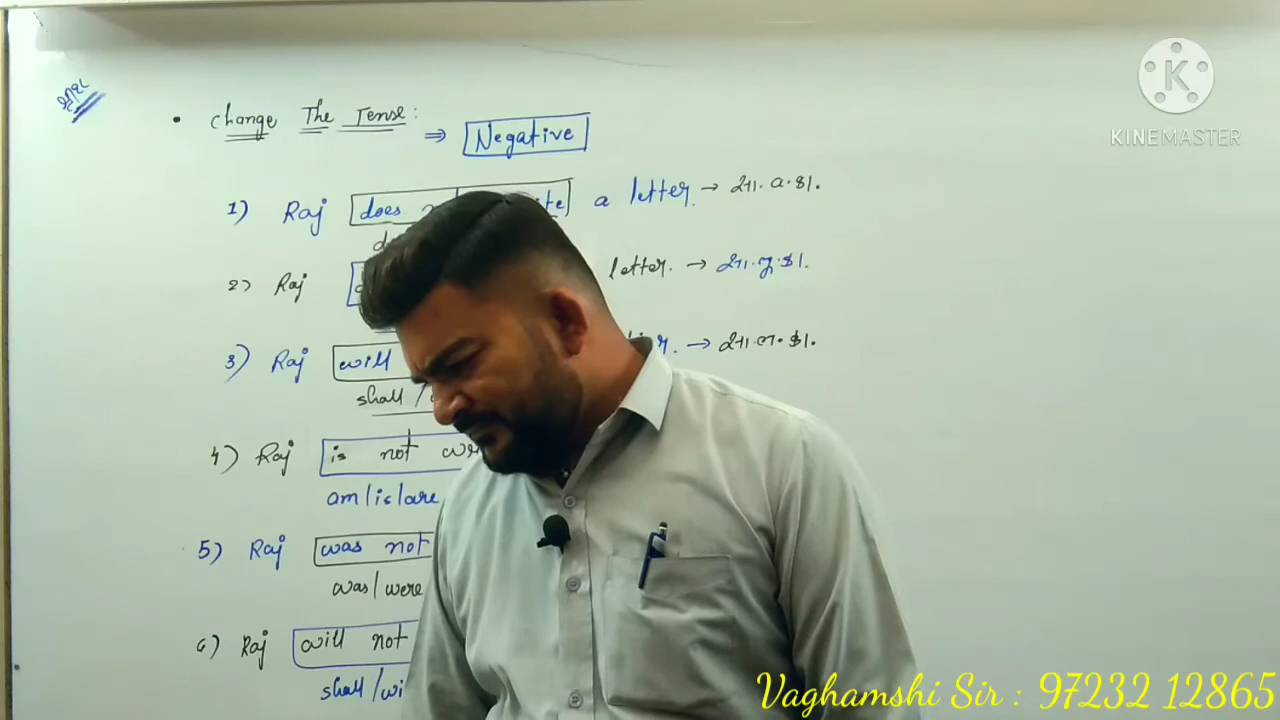 • Change The Tense :
⇒ Negative
KINEMASTER
1) Raj does a letter. → સા.વ.કા.
2) Raj letter. → સા.ભૂ.કા.
3) Raj will → સા.ભ.કા.
shall /
4) Raj is not
am/is/are
5) Raj was not
was/were
6) Raj will not
shall /wi
Vaghamshi Sir : 97232 12865